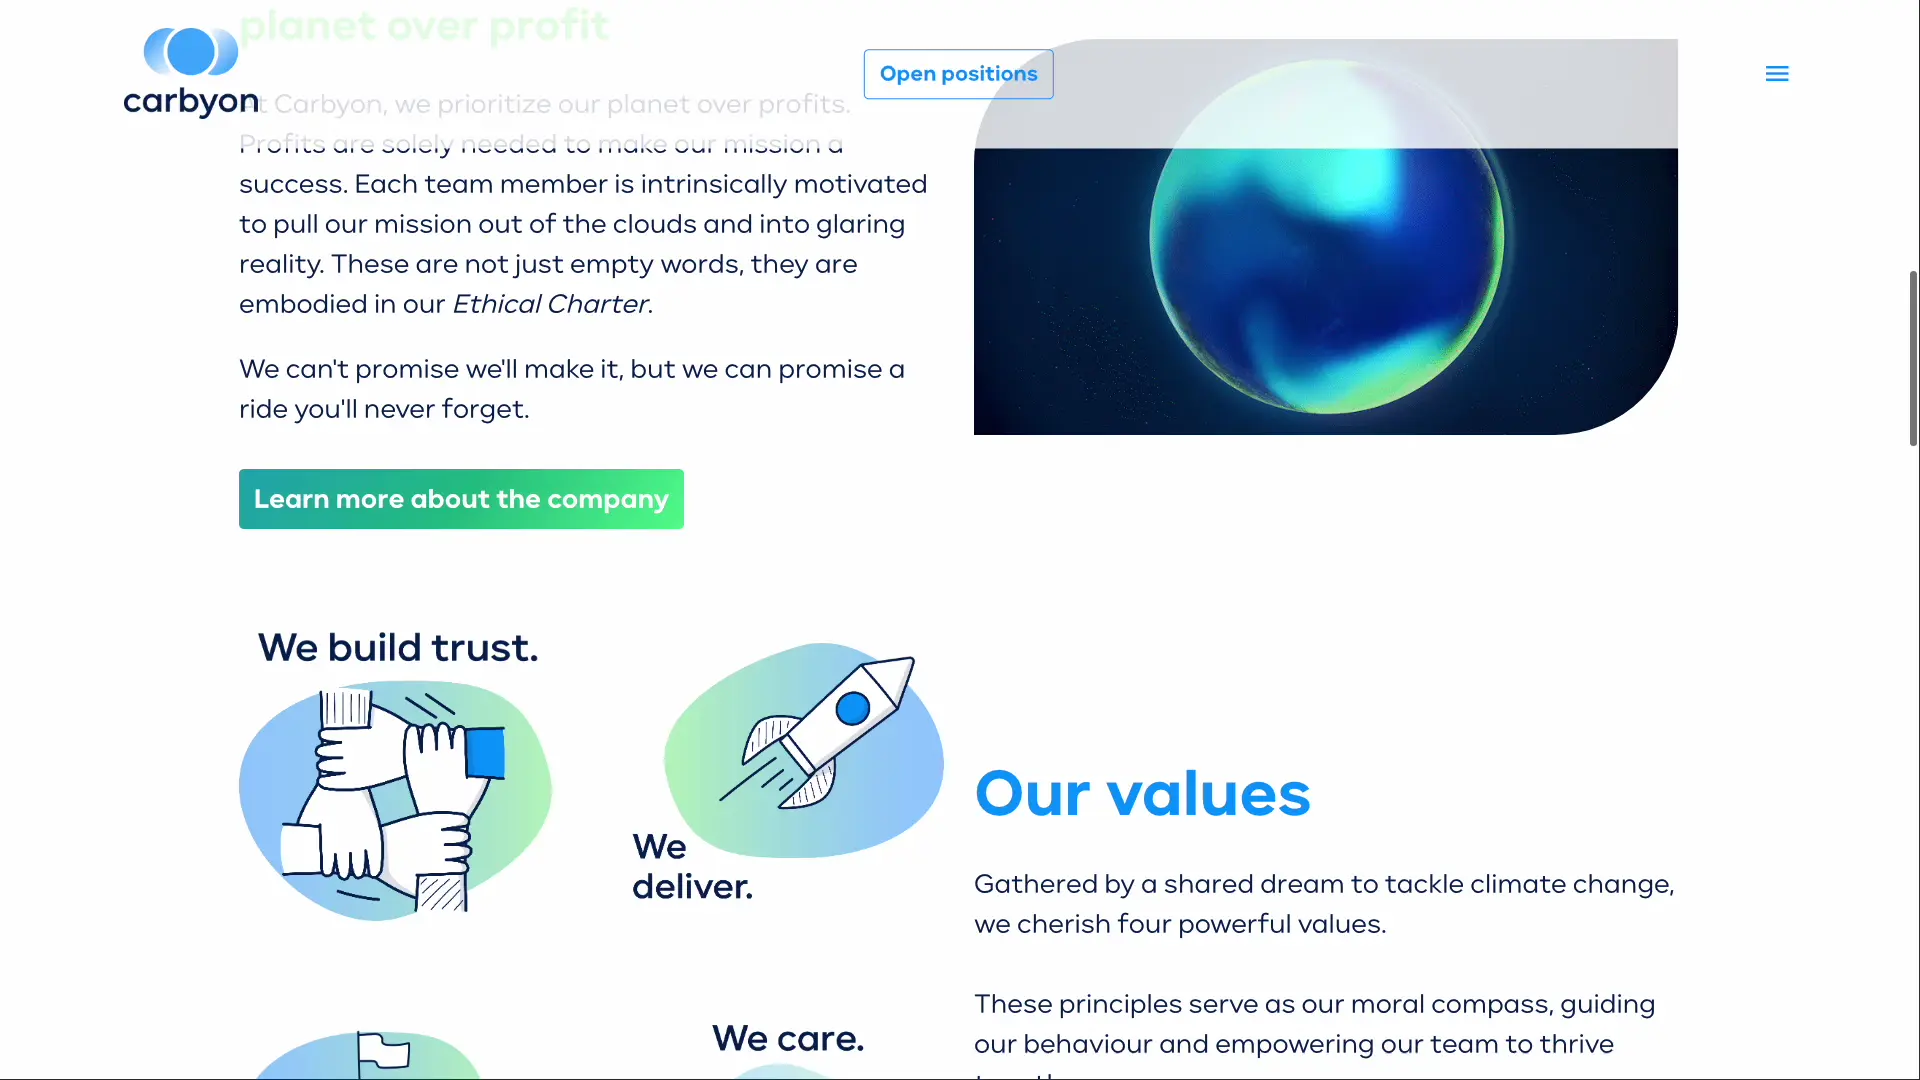 planet over profit
carbyon
Open positions
At Carbyon, we prioritize our planet over profits.
Profits are solely needed to make our mission a
success. Each team member is intrinsically motivated
to pull our mission out of the clouds and into glaring
reality. These are not just empty words, they are
embodied in our Ethical Charter.
We can't promise we'll make it, but we can promise a
ride you'll never forget.
Learn more about the company
We build trust.
We
deliver.
We care.
Our values
Gathered by a shared dream to tackle climate change,
we cherish four powerful values.
These principles serve as our moral compass, guiding
our behaviour and empowering our team to thrive